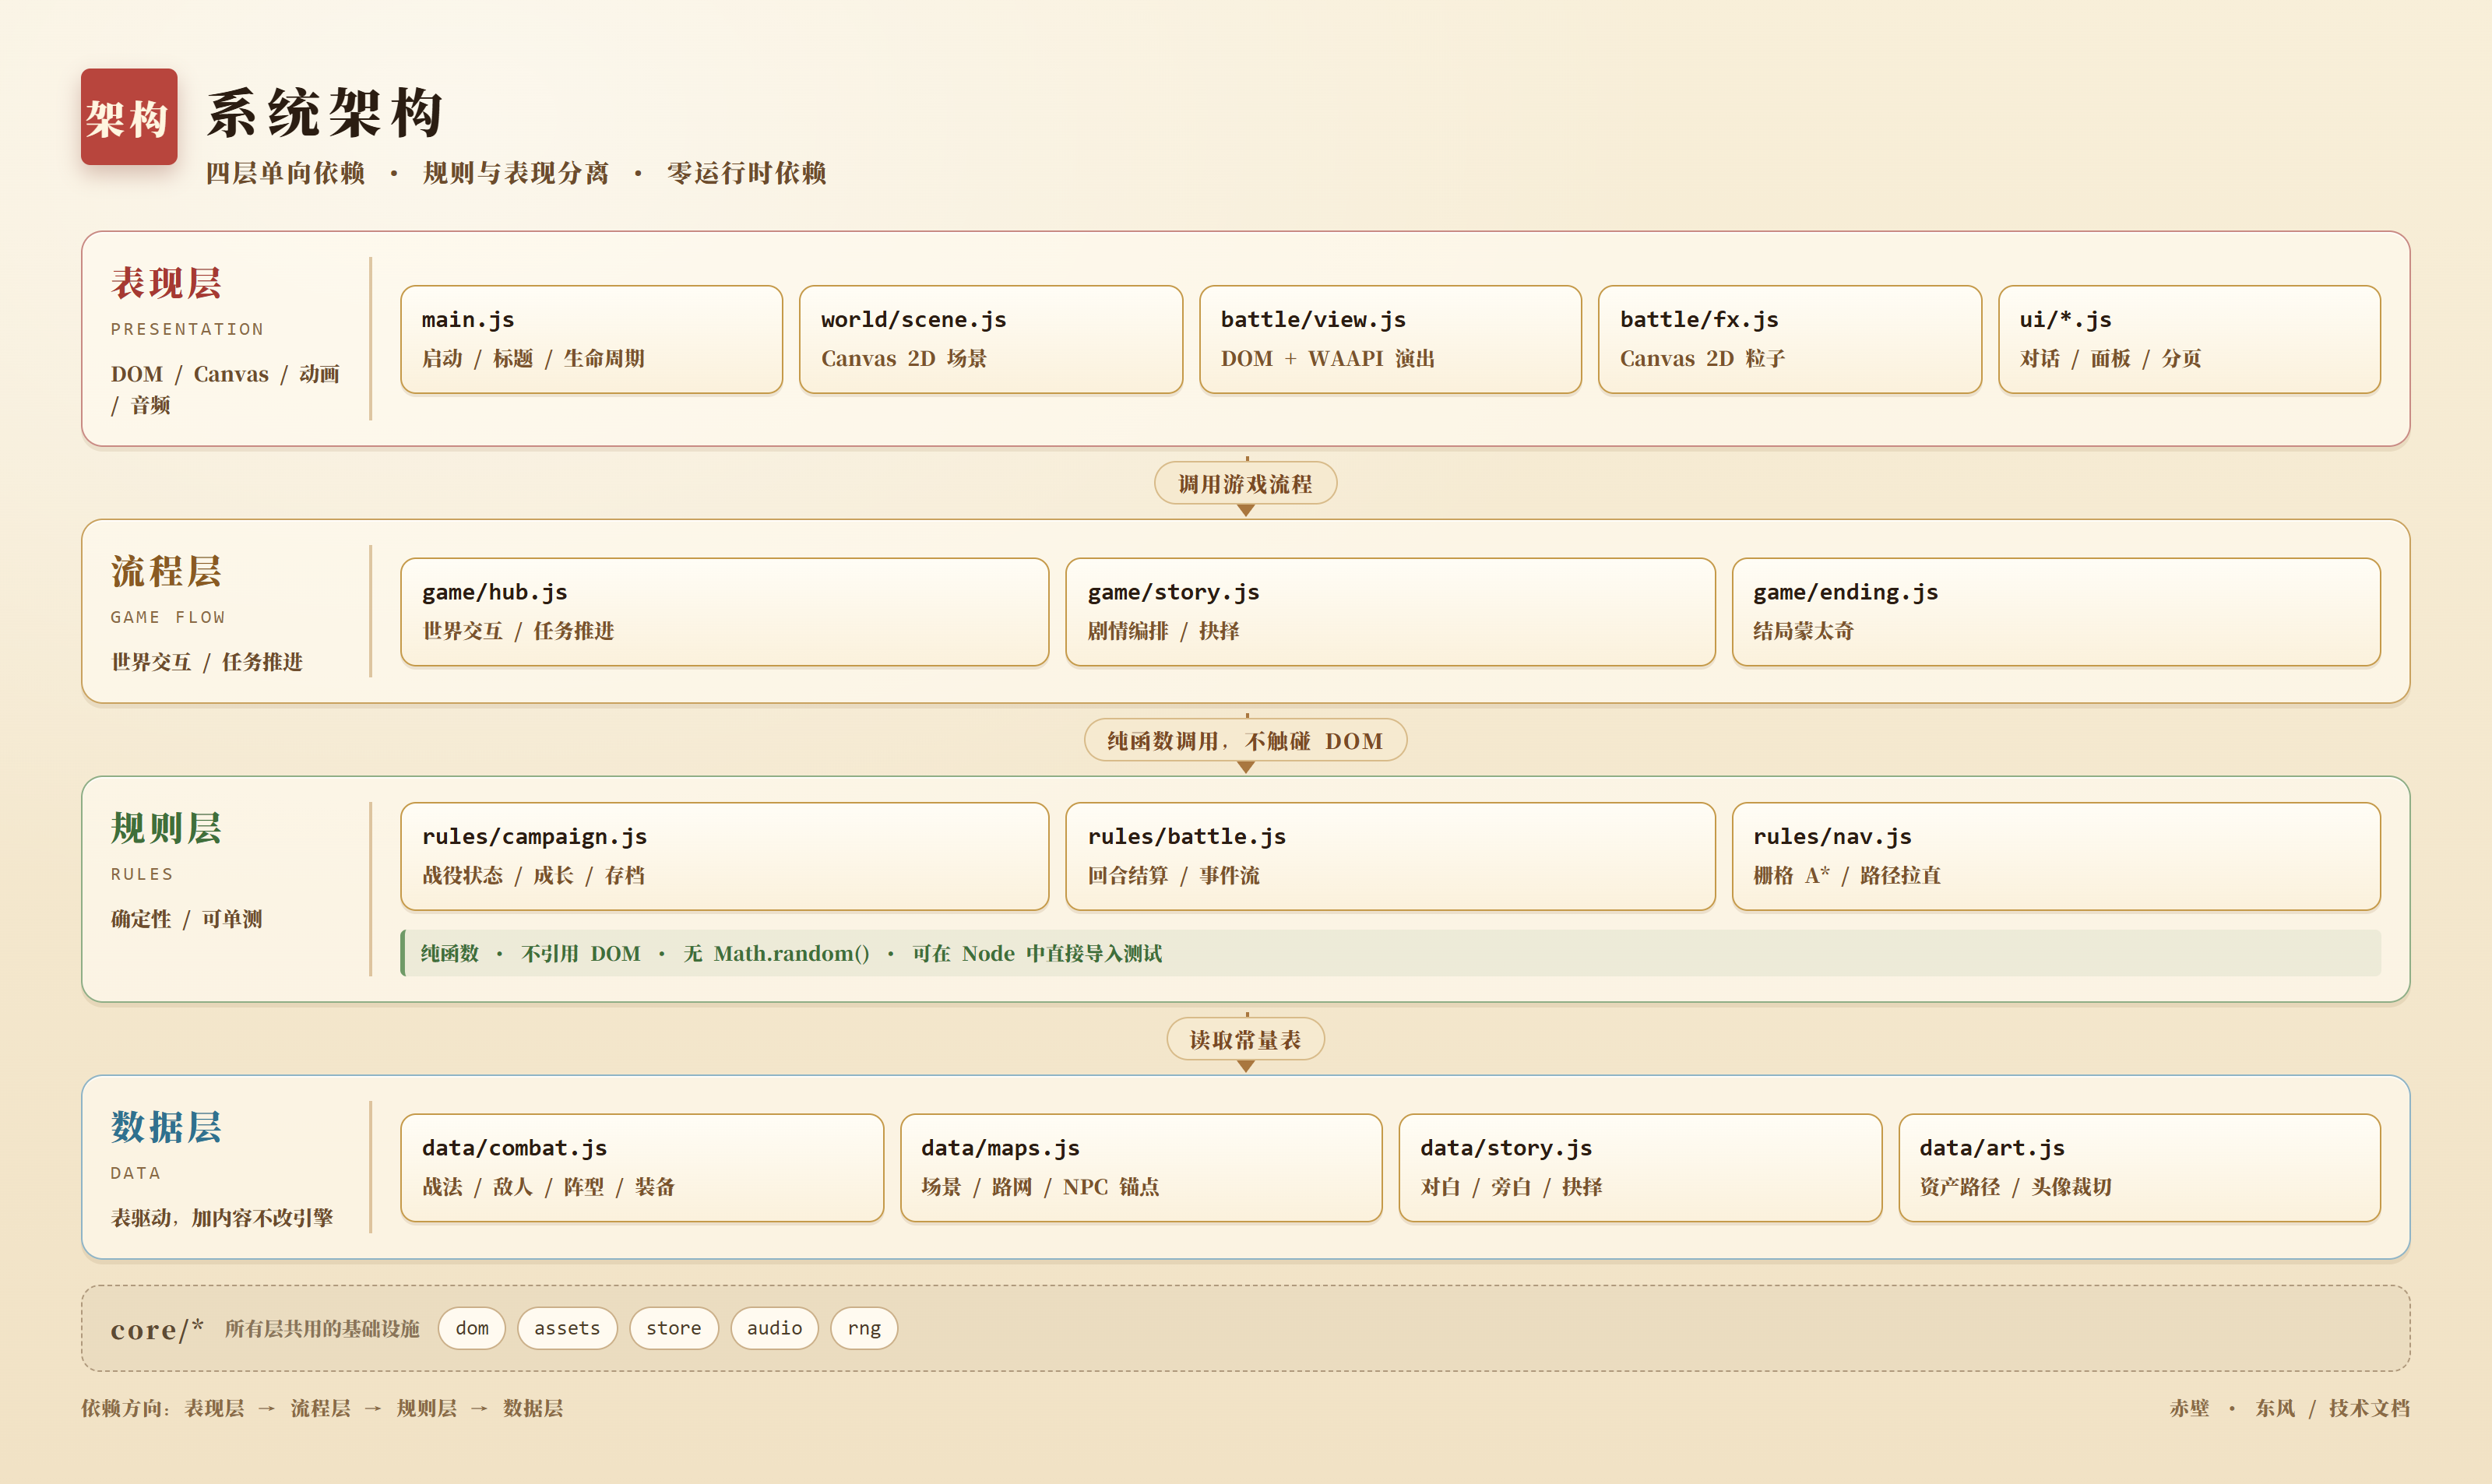 架构
系统架构
四层单向依赖 · 规则与表现分离 · 零运行时依赖
表现层
PRESENTATION
DOM / Canvas / 动画
/ 音频
main.js
启动 / 标题 / 生命周期
world/scene.js
Canvas 2D 场景
battle/view.js
DOM + WAAPI 演出
battle/fx.js
Canvas 2D 粒子
ui/*.js
对话 / 面板 / 分页
调用游戏流程
流程层
GAME FLOW
世界交互 / 任务推进
game/hub.js
世界交互 / 任务推进
game/story.js
剧情编排 / 抉择
game/ending.js
结局蒙太奇
纯函数调用，不触碰 DOM
规则层
RULES
确定性 / 可单测
rules/campaign.js
战役状态 / 成长 / 存档
rules/battle.js
回合结算 / 事件流
rules/nav.js
栅格 A* / 路径拉直
纯函数 · 不引用 DOM · 无 Math.random() · 可在 Node 中直接导入测试
读取常量表
数据层
DATA
表驱动，加内容不改引擎
data/combat.js
战法 / 敌人 / 阵型 / 装备
data/maps.js
场景 / 路网 / NPC 锚点
data/story.js
对白 / 旁白 / 抉择
data/art.js
资产路径 / 头像裁切
core/* 所有层共用的基础设施 dom assets store audio rng
依赖方向：表现层 → 流程层 → 规则层 → 数据层
赤壁 · 东风 / 技术文档